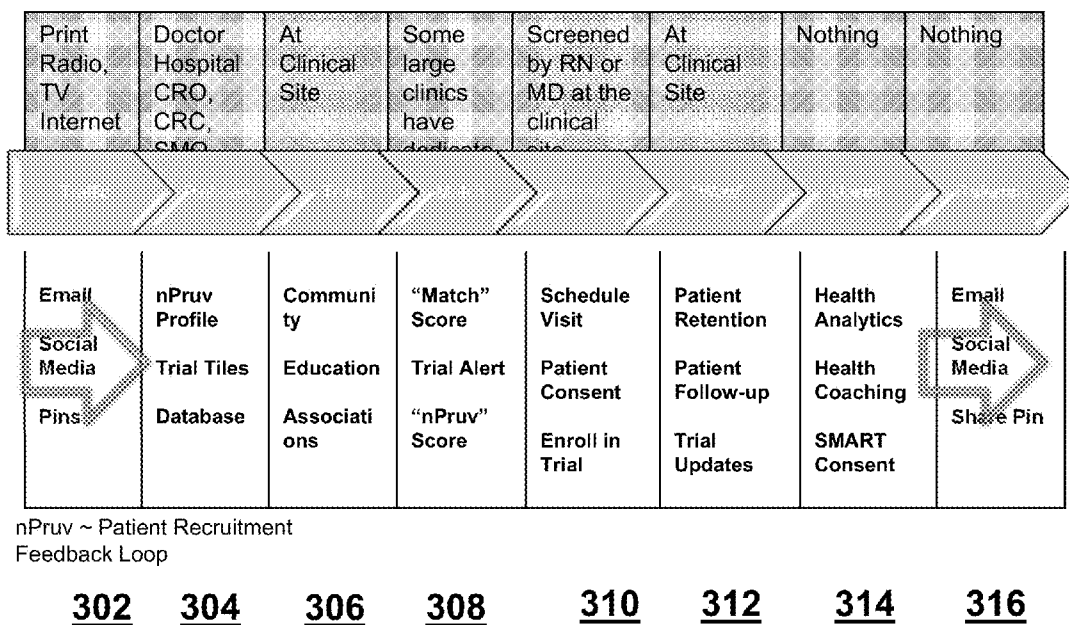 Print
Radio,
TV
Internet
Doctor
Hospital
CRO,
CRC,
SMO
At
Clinical
Site
Some
large
clinics
have
dedicate
Screened
by RN or
MD at the
clinical
site
At
Clinical
Site
Nothing
Nothing
Email
Social
Media
Pins
nPruv
Profile
Trial Tiles
Database
Communi
ty
Education
Associati
ons
“Match”
Score
Trial Alert
“nPruv”
Score
Schedule
Visit
Patient
Consent
Enroll in
Trial
Patient
Retention
Patient
Follow-up
Trial
Updates
Health
Analytics
Health
Coaching
SMART
Consent
Email
Social
Media
Share Pin
nPruv ~ Patient Recruitment
Feedback Loop
302 304 306 308 310 312 314 316